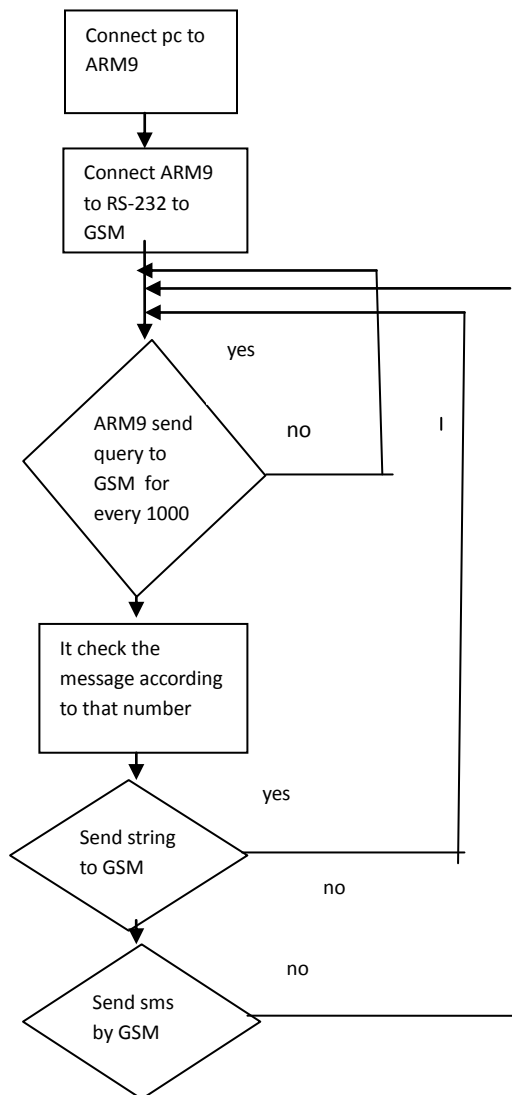 Connect pc to
ARM9
Connect ARM9
to RS-232 to
GSM
yes
ARM9 send
query to
GSM for
every 1000
no
I
It check the
message according
to that number
yes
Send string
to GSM
no
no
Send sms
by GSM